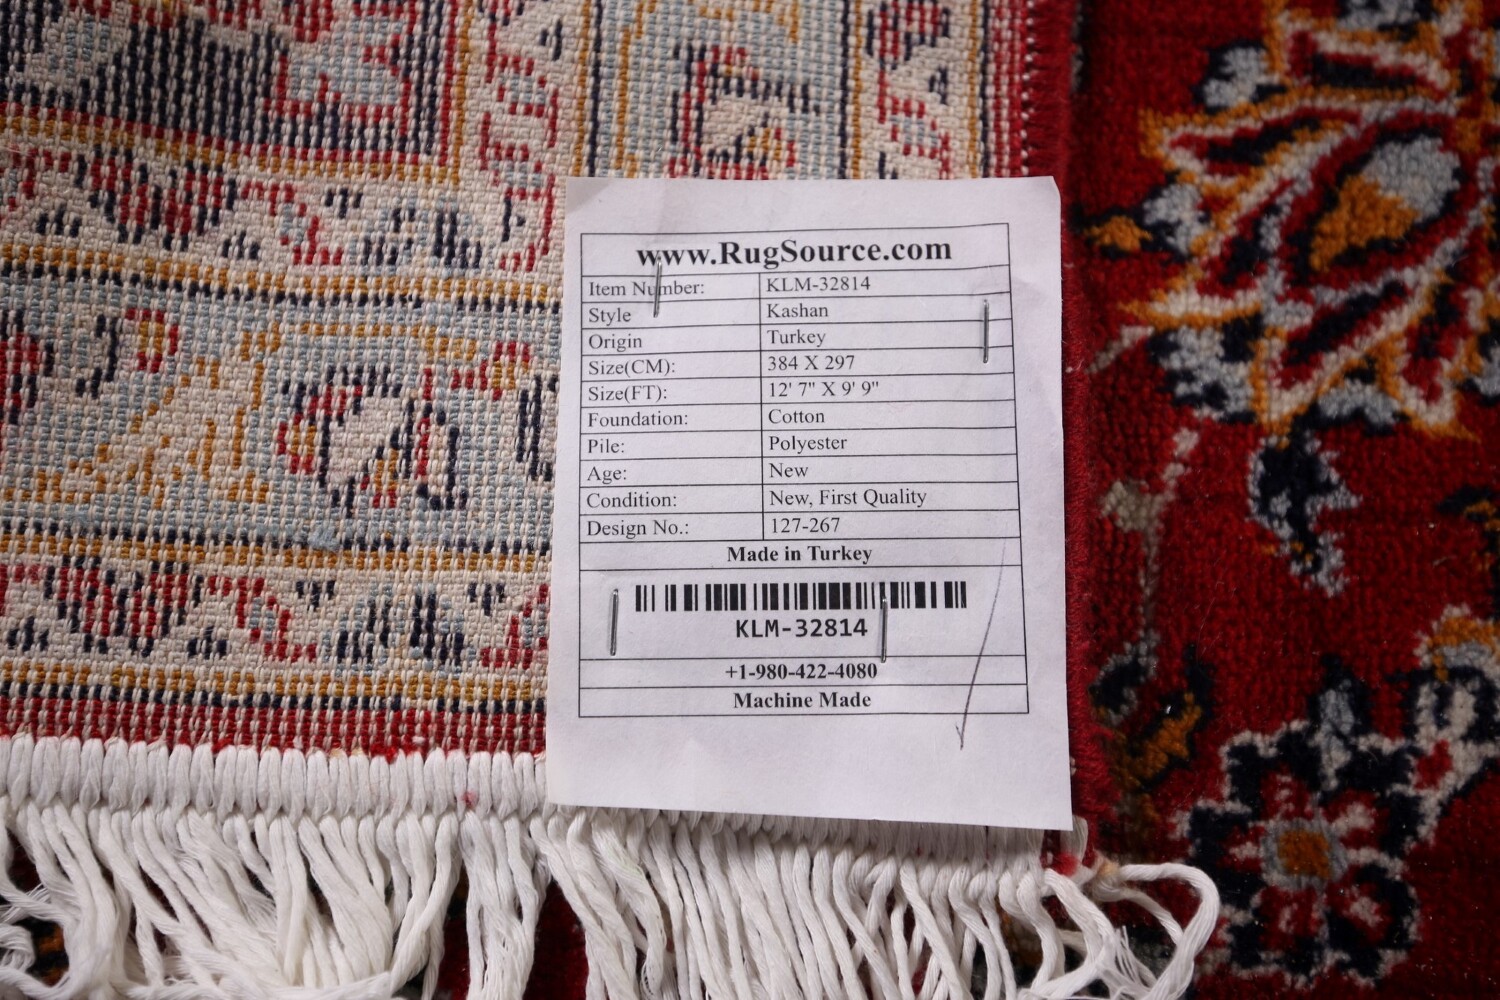 www.RugSource.com
Item Number: KLM-32814
Style Kashan
Origin Turkey
Size(CM): 384 X 297
Size(FT): 12' 7" X 9' 9"
Foundation: Cotton
Pile: Polyester
Age: New
Condition: New, First Quality
Design No.: 127-267
Made in Turkey
KLM-32814
+1-980-422-4080
Machine Made